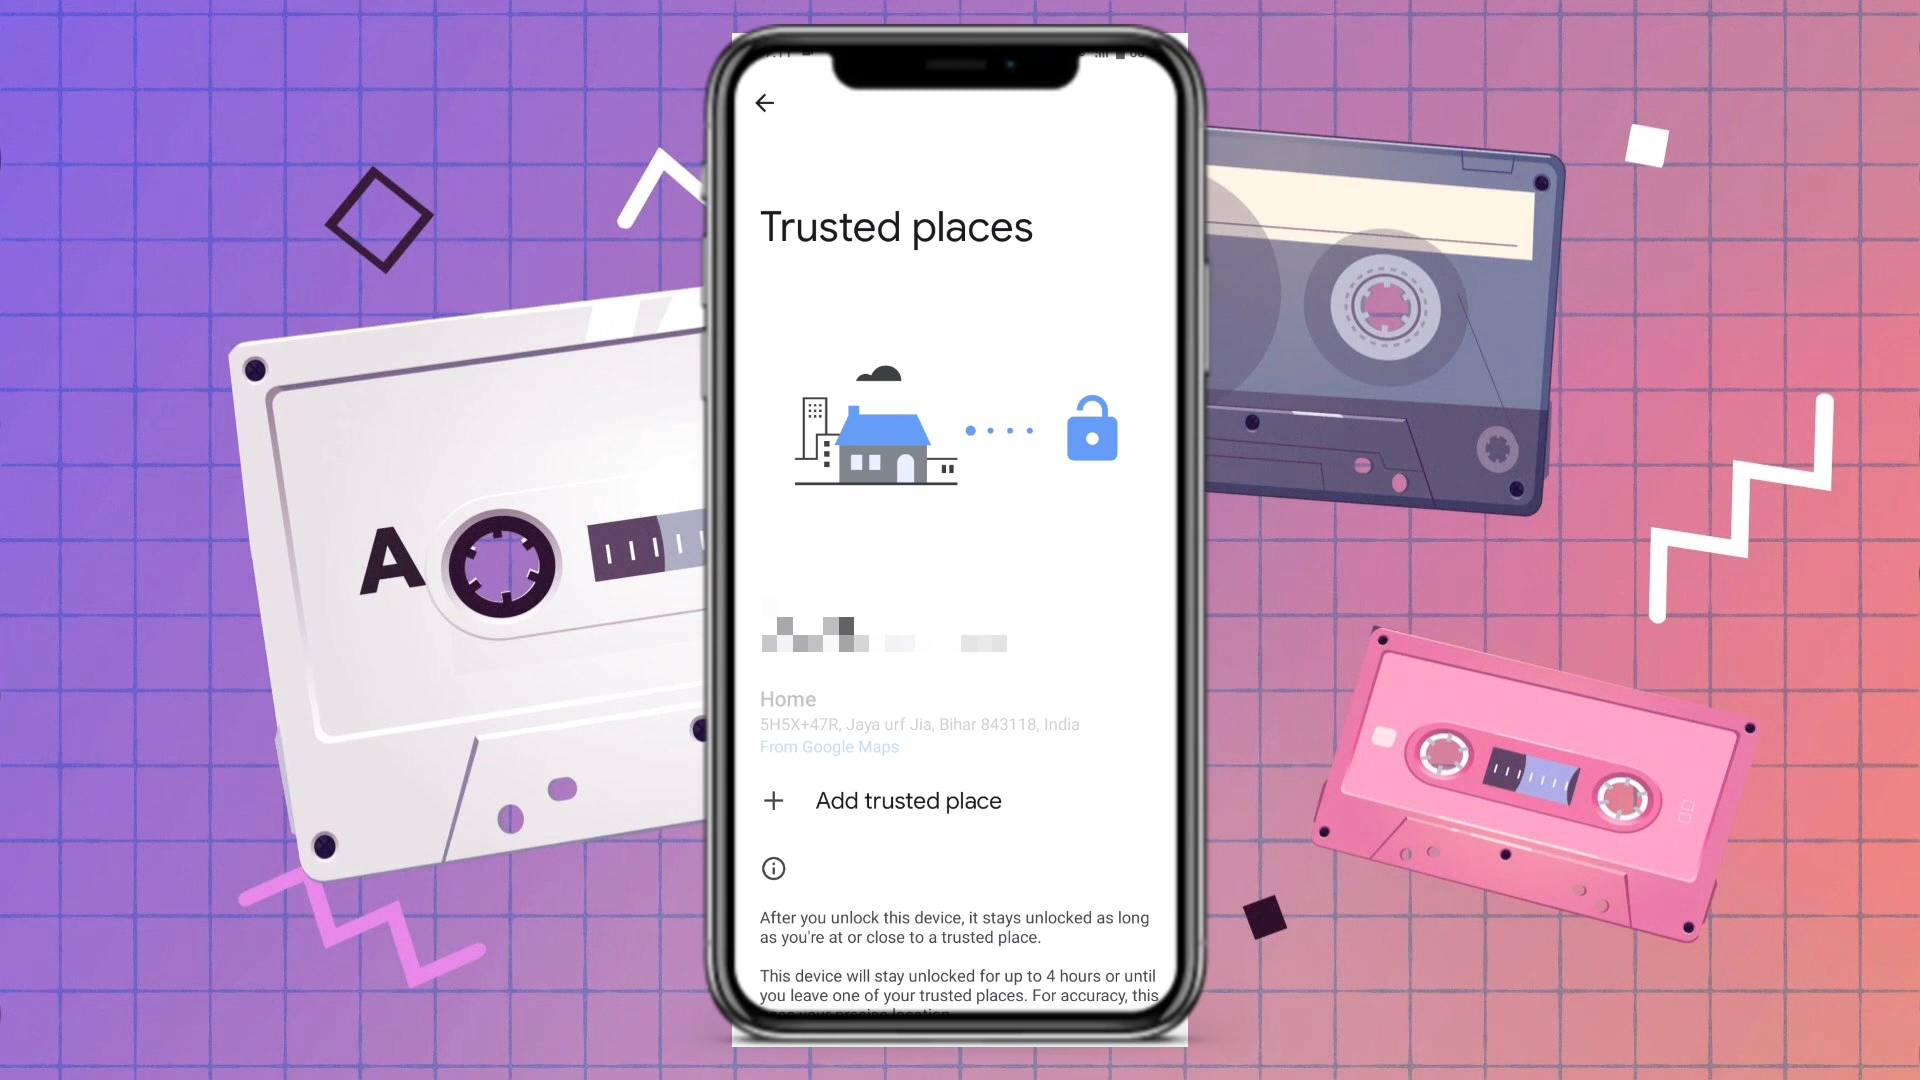 Trusted places
A
Home
5H5X+47R, Jaya urf Jia, Bihar 843118, India
From Google Maps
+ Add trusted place
After you unlock this device, it stays unlocked as long
as you're at or close to a trusted place.
This device will stay unlocked for up to 4 hours or until
you leave one of your trusted places. For accuracy, this